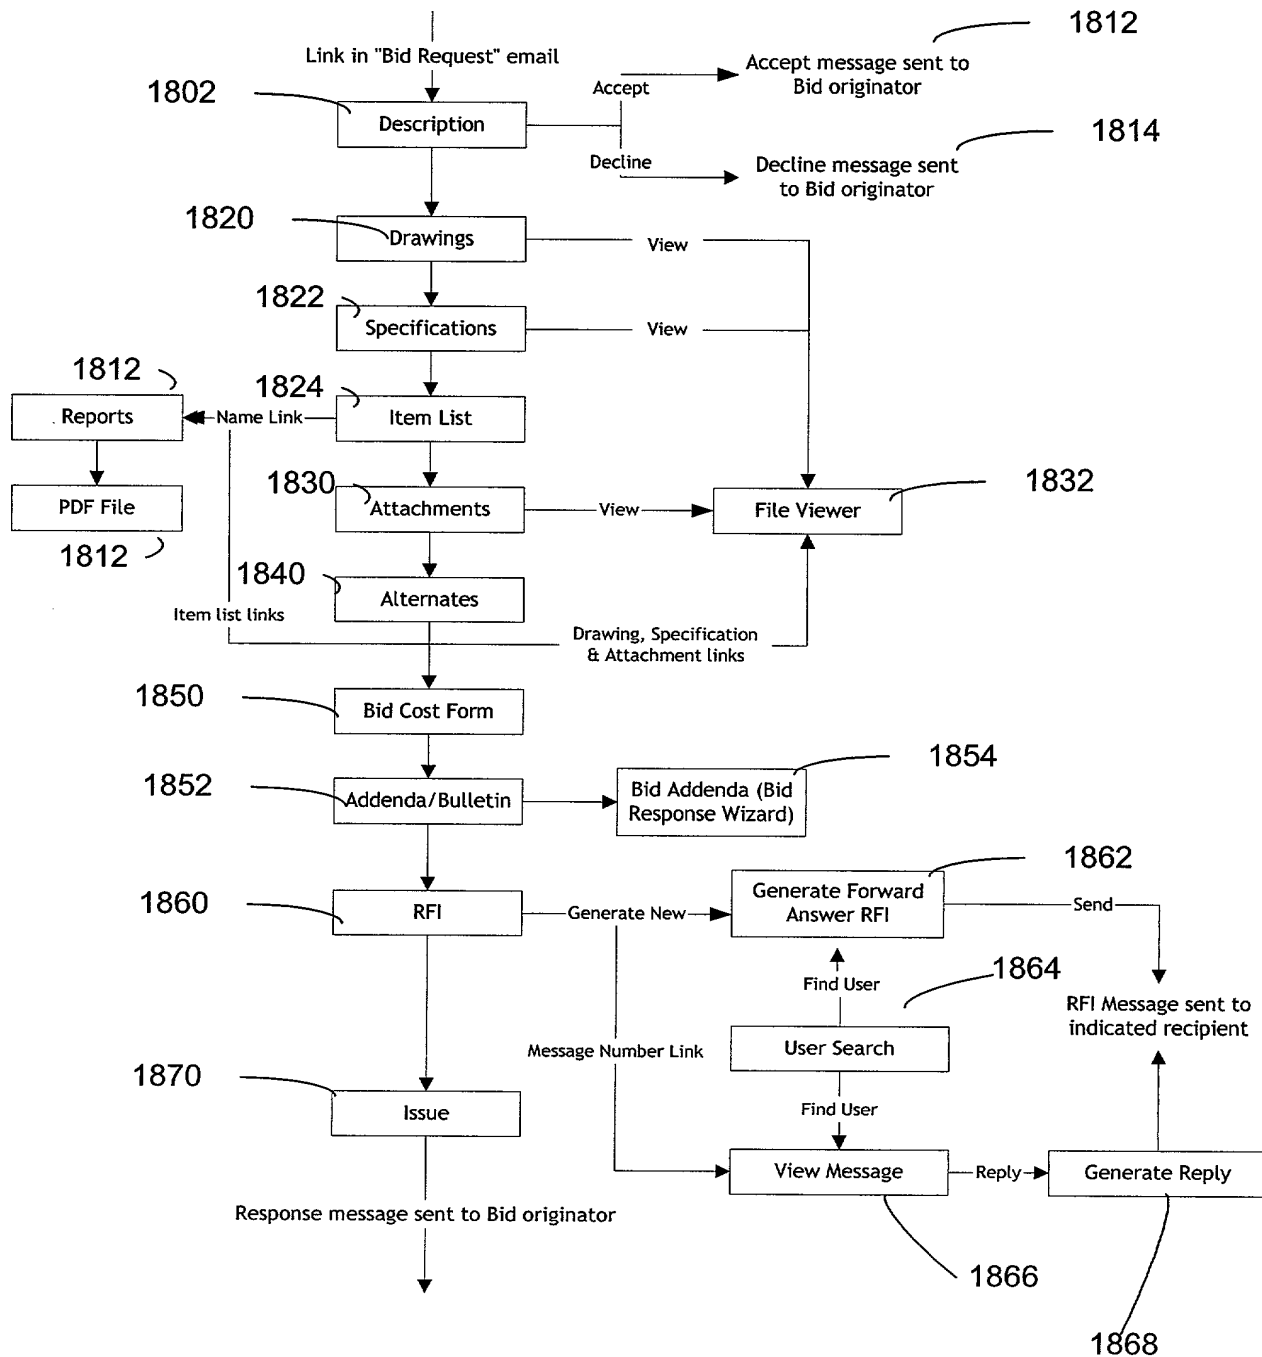 1812
Link in "Bid Request" email
Accept message sent to
Bid originator
1802
Accept
Description
1814
Decline
Decline message sent
to Bid originator
1820
Drawings
View
1822
Specifications
View
1812
1824
Reports
Name Link
Item List
1830
1832
PDF File
Attachments
View
File Viewer
1812
1840
Alternates
Item list links
Drawing, Specification
& Attachment links
1850
Bid Cost Form
1854
1852
Addenda/Bulletin
Bid Addenda (Bid
Response Wizard)
1862
1860
RFI
Generate New
Generate Forward
Answer RFI
Send
1864
Find User
RFI Message sent to
indicated recipient
Message Number Link
User Search
1870
Issue
Find User
View Message
Reply
Generate Reply
Response message sent to Bid originator
1866
1868